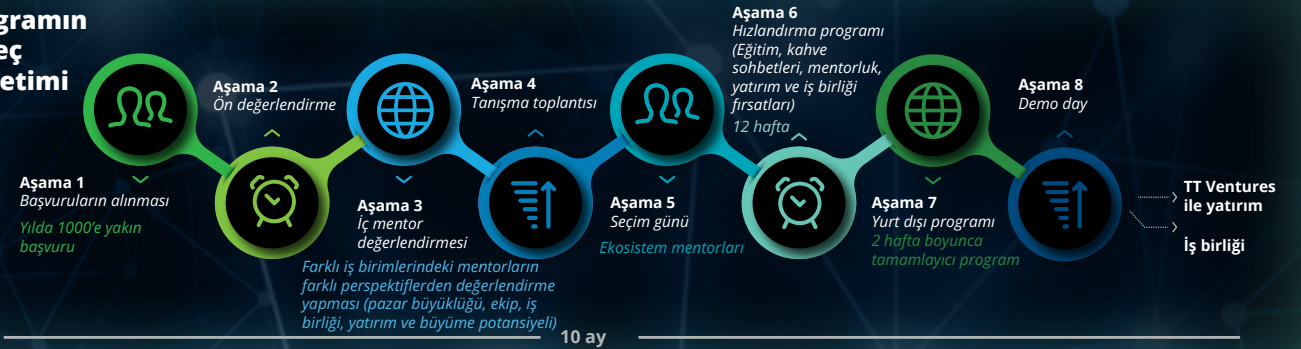 gramın
eç
etimi
Aşama 1
Başvuruların alınması
Yılda 1000'e yakın
başvuru
Aşama 2
Ön değerlendirme
Aşama 3
İç mentor
değerlendirmesi
Farklı iş birimlerindeki mentorların
farklı perspektiflerden değerlendirme
yapması (pazar büyüklüğü, ekip, iş
birliği, yatırım ve büyüme potansiyeli)
Aşama 4
Tanışma toplantısı
Aşama 5
Seçim günü
Ekosistem mentorları
Aşama 6
Hızlandırma programı
(Eğitim, kahve
sohbetleri, mentorluk,
yatırım ve iş birliği
fırsatları)
12 hafta
Aşama 7
Yurt dışı programı
2 hafta boyunca
tamamlayıcı program
Aşama 8
Demo day
TT Ventures
ile yatırım
İş birliği
10 ay